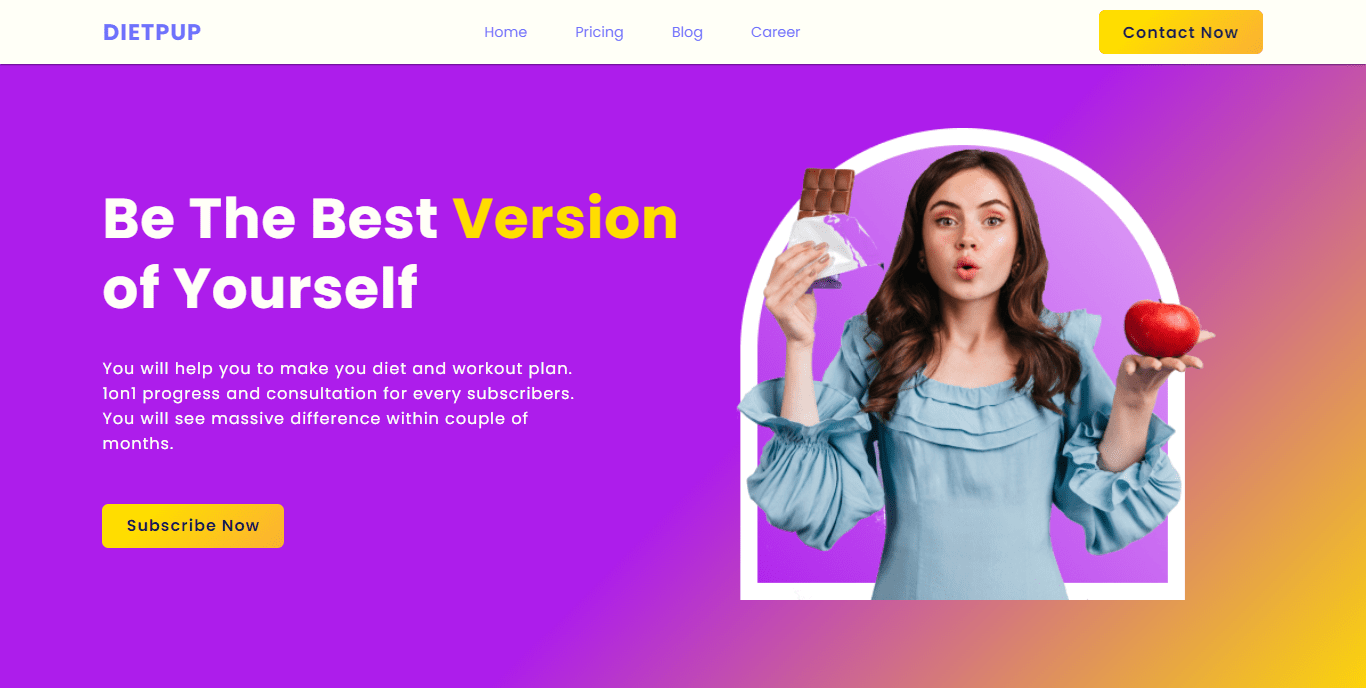 DIETPUP
Home
Pricing
Blog
Career
Contact Now
Be The Best Version
of Yourself
You will help you to make you diet and workout plan.
1on1 progress and consultation for every subscribers.
You will see massive difference within couple of
months.
Subscribe Now